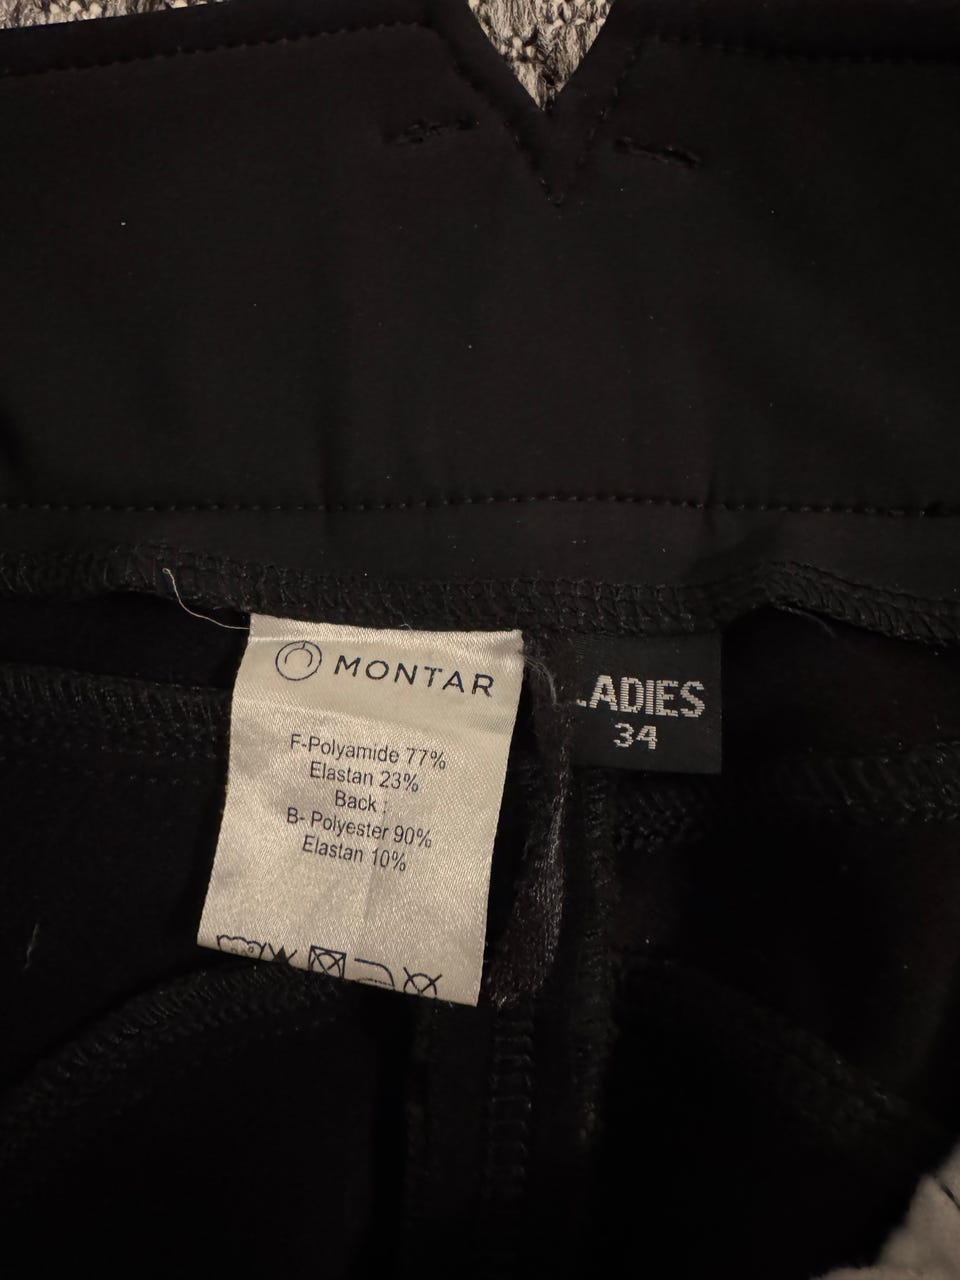 MONTAR
F-Polyamide 77%
Elastan 23%
Back :
B- Polyester 90%
Elastan 10%
LADIES
34